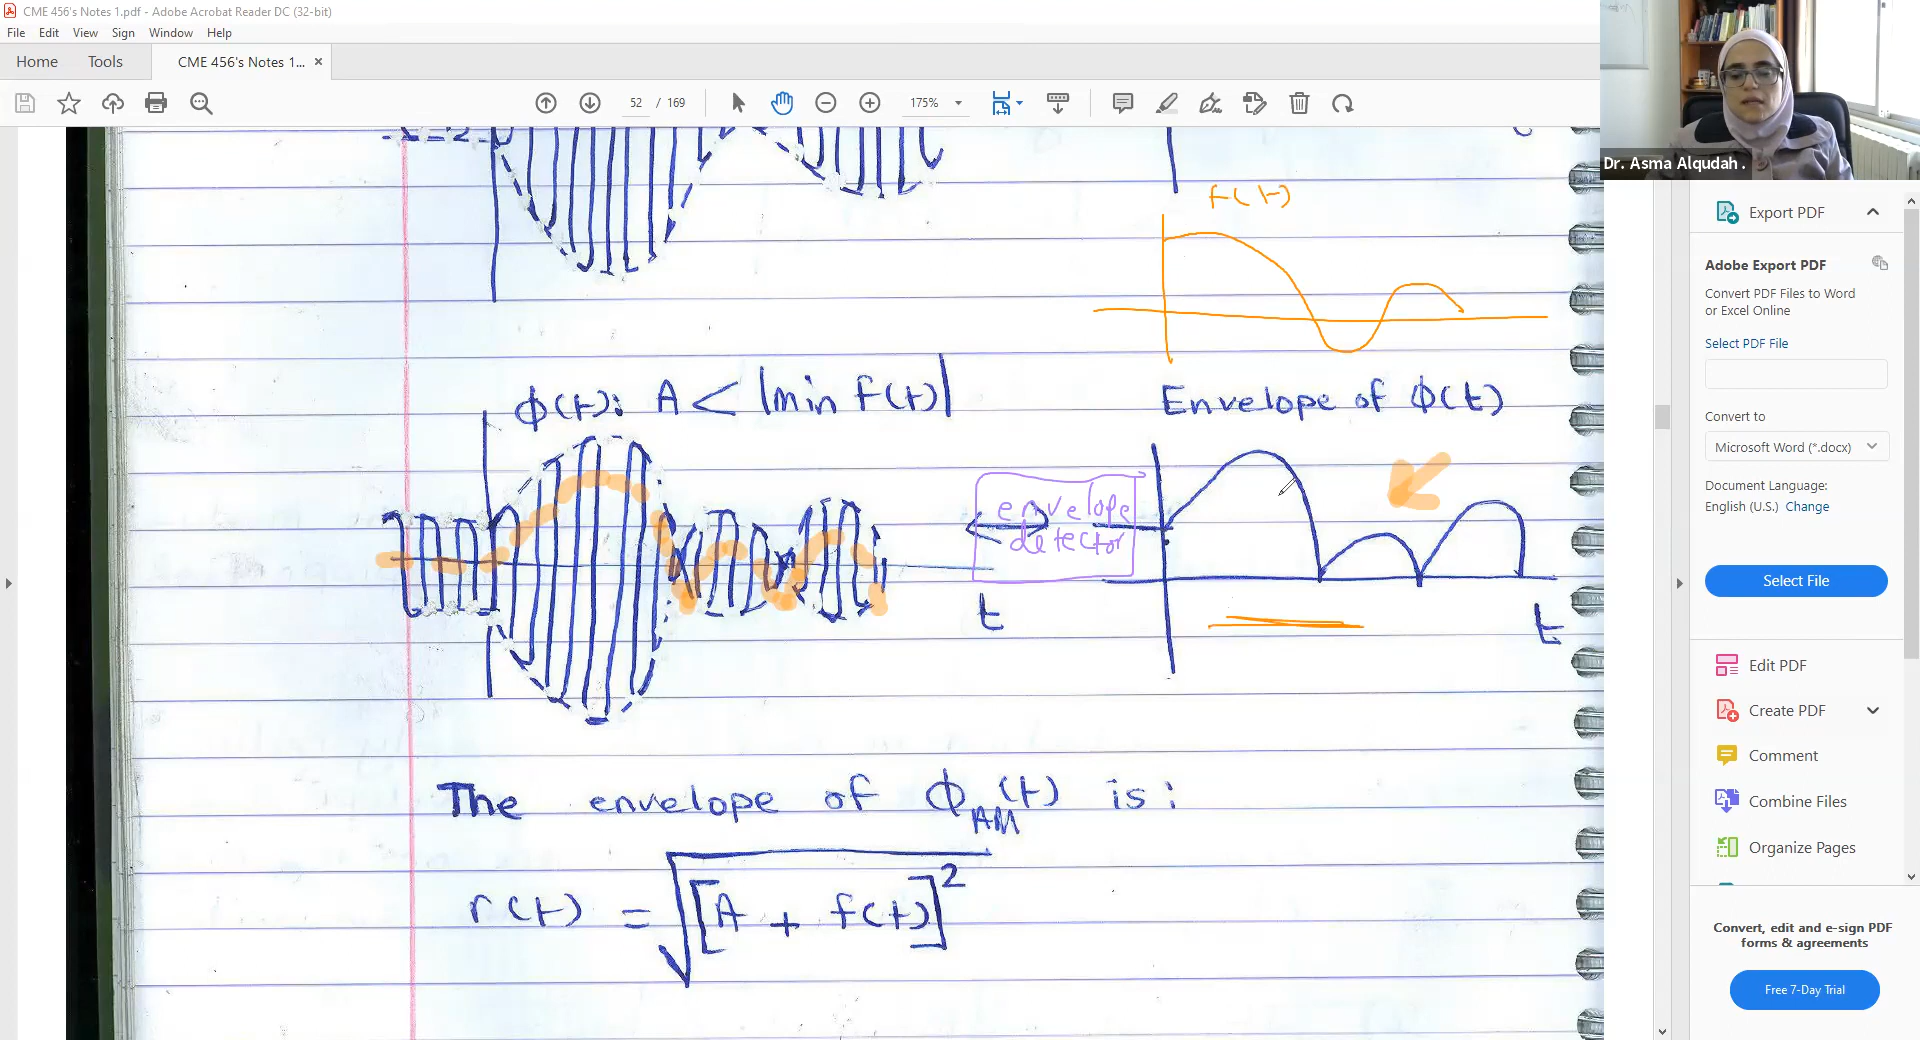 CME 456's Notes 1.pdf - Adobe Acrobat Reader DC (32-bit)
File Edit View Sign Window Help
Home Tools CME 456's Notes 1... ×
52 / 169 175%
Dr. Asma Alqudah .
f(t)
φ(t): A < |min f(t)|
Envelope of φ(t)
envelope
detector
t
t
The envelope of φAM(t) is:
r(t) = √[A + f(t)]²
Export PDF
Adobe Export PDF
Convert PDF Files to Word
or Excel Online
Select PDF File
Convert to
Microsoft Word (*.docx)
Document Language:
English (U.S.) Change
Select File
Edit PDF
Create PDF
Comment
Combine Files
Organize Pages
Convert, edit and e-sign PDF
forms & agreements
Free 7-Day Trial